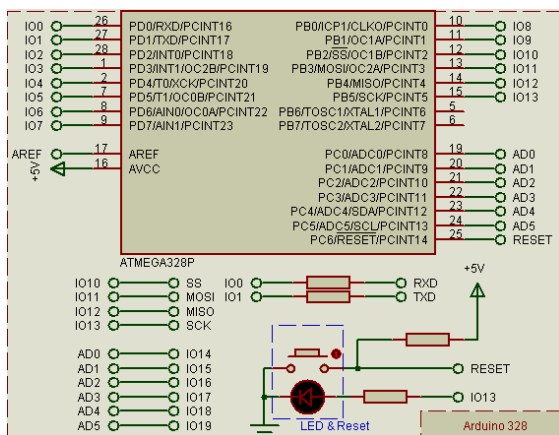 IO0 26 PD0/RXD/PCINT16 PB0/ICP1/CLKO/PCINT0 10 IO8
IO1 27 PD1/TXD/PCINT17 PB1/OC1A/PCINT1 11 IO9
IO2 28 PD2/INT0/PCINT18 PB2/SS/OC1B/PCINT2 12 IO10
IO3 1 PD3/INT1/OC2B/PCINT19 PB3/MOSI/OC2A/PCINT3 13 IO11
IO4 2 PD4/T0/XCK/PCINT20 PB4/MISO/PCINT4 14 IO12
IO5 7 PD5/T1/OC0B/PCINT21 PB5/SCK/PCINT5 15 IO13
IO6 8 PD6/AIN0/OC0A/PCINT22 PB6/TOSC1/XTAL1/PCINT6 5
IO7 9 PD7/AIN1/PCINT23 PB7/TOSC2/XTAL2/PCINT7 6
AREF 17 AREF PC0/ADC0/PCINT8 19 AD0
+5V 16 AVCC PC1/ADC1/PCINT9 20 AD1
PC2/ADC2/PCINT10 21 AD2
PC3/ADC3/PCINT11 22 AD3
PC4/ADC4/SDA/PCINT12 23 AD4
PC5/ADC5/SCL/PCINT13 24 AD5
PC6/RESET/PCINT14 25 RESET
ATMEGA328P
IO10 SS IO0 RXD
IO11 MOSI IO1 TXD
IO12 MISO
IO13 SCK
+5V
AD0 IO14
AD1 IO15
AD2 IO16
AD3 IO17
AD4 IO18
AD5 IO19
RESET
IO13
LED & Reset
Arduino 328